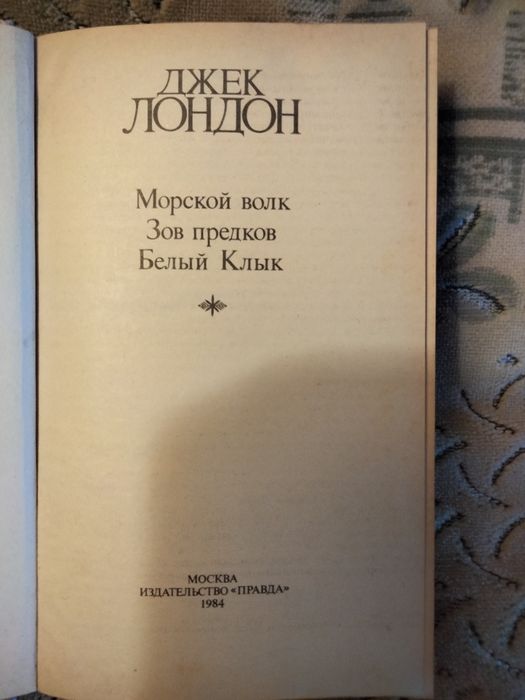 ДЖЕК
ЛОНДОН
Морской волк
Зов предков
Белый Клык
МОСКВА
ИЗДАТЕЛЬСТВО «ПРАВДА»
1984